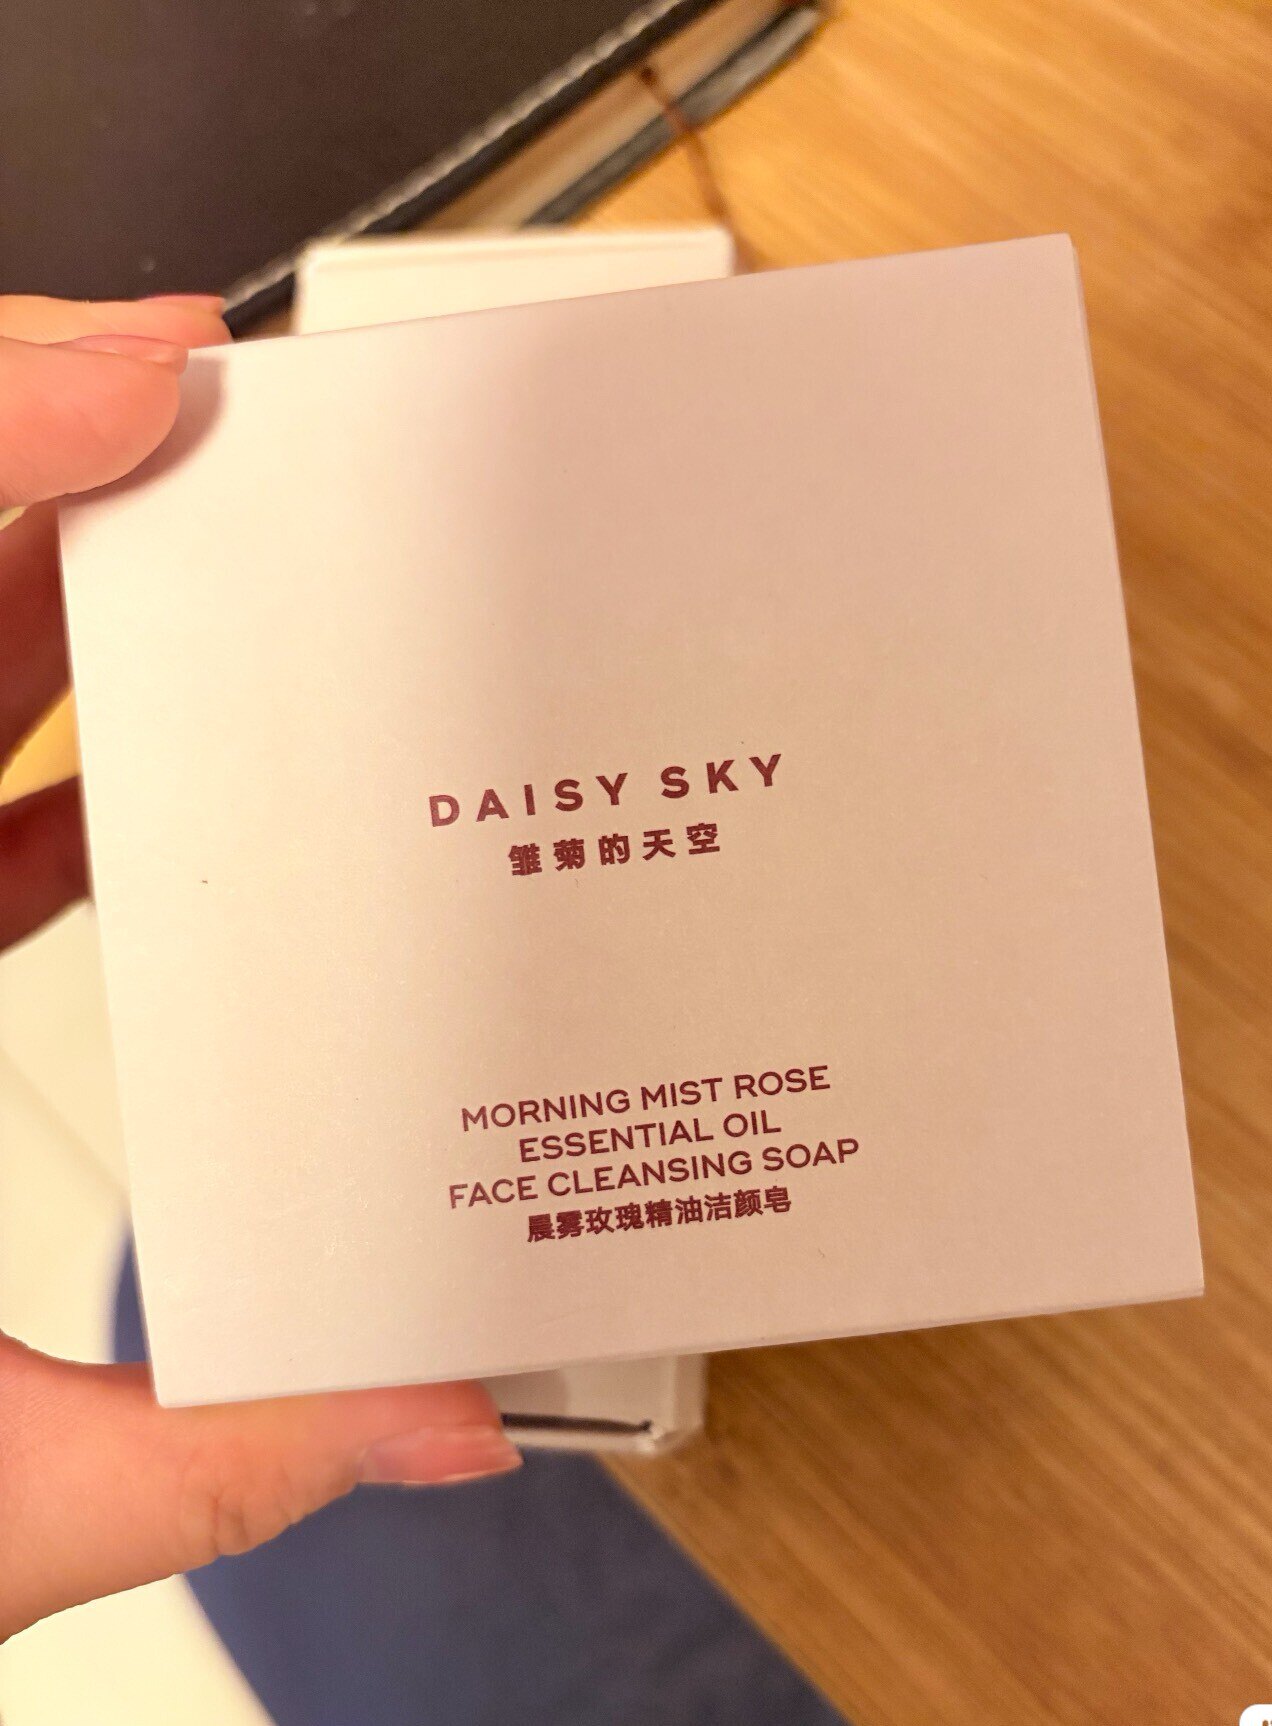 DAISY SKY
雏菊的天空
MORNING MIST ROSE
ESSENTIAL OIL
FACE CLEANSING SOAP
晨雾玫瑰精油洁颜皂